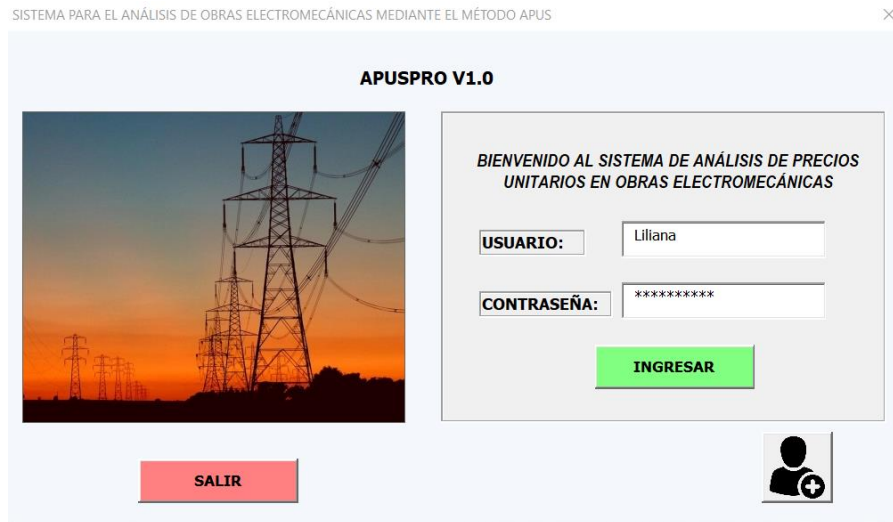 SISTEMA PARA EL ANÁLISIS DE OBRAS ELECTROMECÁNICAS MEDIANTE EL MÉTODO APUS
APUSPRO V1.0
BIENVENIDO AL SISTEMA DE ANÁLISIS DE PRECIOS
UNITARIOS EN OBRAS ELECTROMECÁNICAS
USUARIO: Liliana
CONTRASEÑA: **********
INGRESAR
SALIR